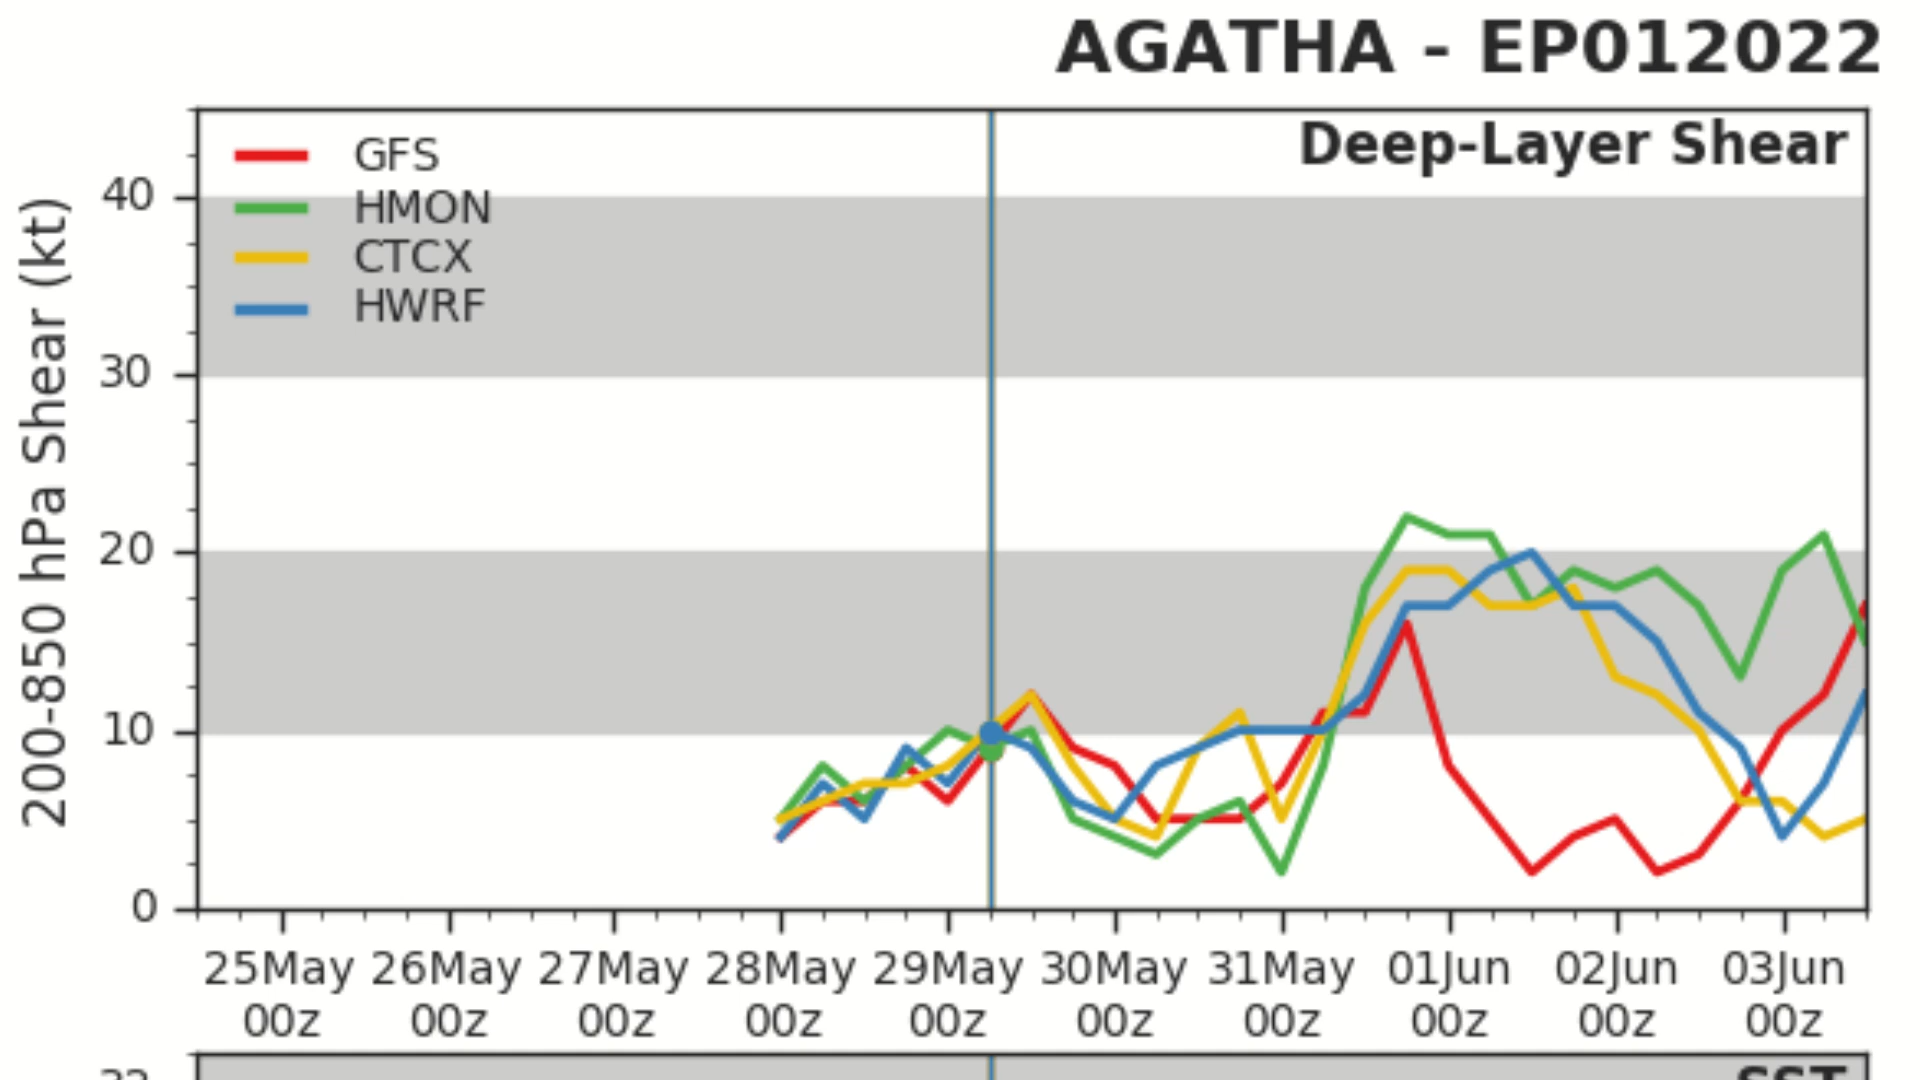 AGATHA - EP012022
Deep-Layer Shear
GFS
HMON
CTCX
HWRF
200-850 hPa Shear (kt)
40
30
20
10
0
25May 26May 27May 28May 29May 30May 31May 01Jun 02Jun 03Jun
00z 00z 00z 00z 00z 00z 00z 00z 00z 00z
SST